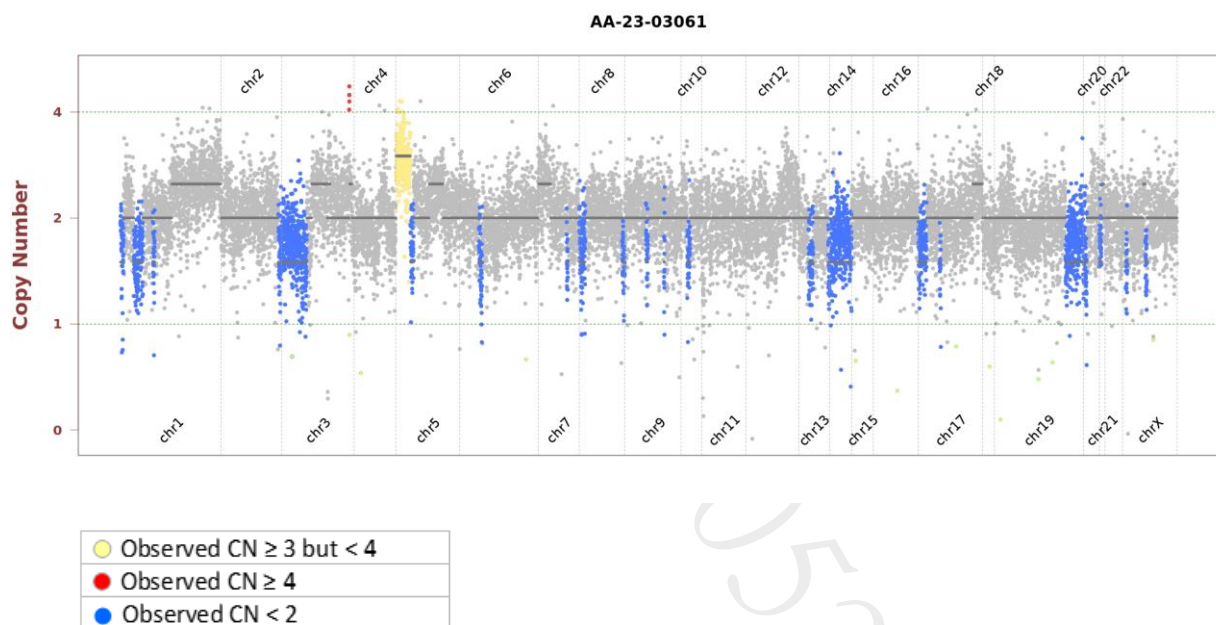 AA-23-03061
chr2 chr4 chr6 chr8 chr10 chr12 chr14 chr16 chr18 chr20 chr22
4
2
1
0
Copy Number
chr1 chr3 chr5 chr7 chr9 chr11 chr13 chr15 chr17 chr19 chr21 chrX
Observed CN ≥ 3 but < 4
Observed CN ≥ 4
Observed CN < 2